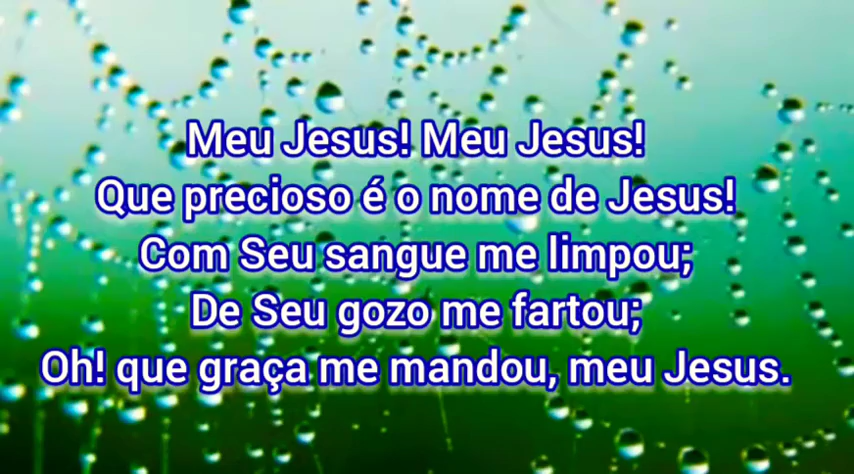 Meu Jesus! Meu Jesus!
Que precioso é o nome de Jesus!
Com Seu sangue me limpou;
De Seu gozo me fartou;
Oh! que graça me mandou, meu Jesus.